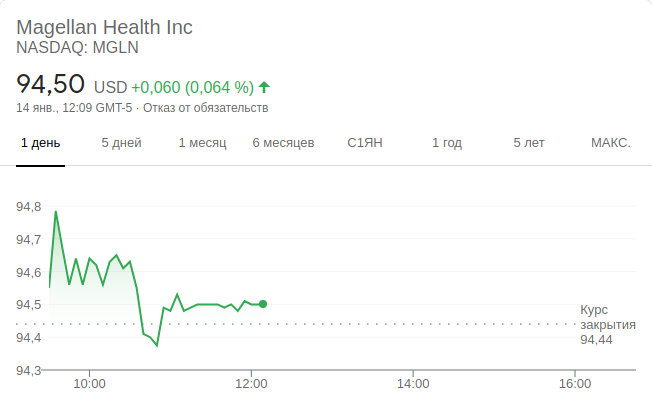 Magellan Health Inc
NASDAQ: MGLN
94,50 USD +0,060 (0,064 %)
14 янв., 12:09 GMT-5 · Отказ от обязательств
1 день 5 дней 1 месяц 6 месяцев С1ЯН 1 год 5 лет МАКС.
94,8
94,7
94,6
94,5
94,4
94,3
Курс
закрытия
94,44
10:00 12:00 14:00 16:00